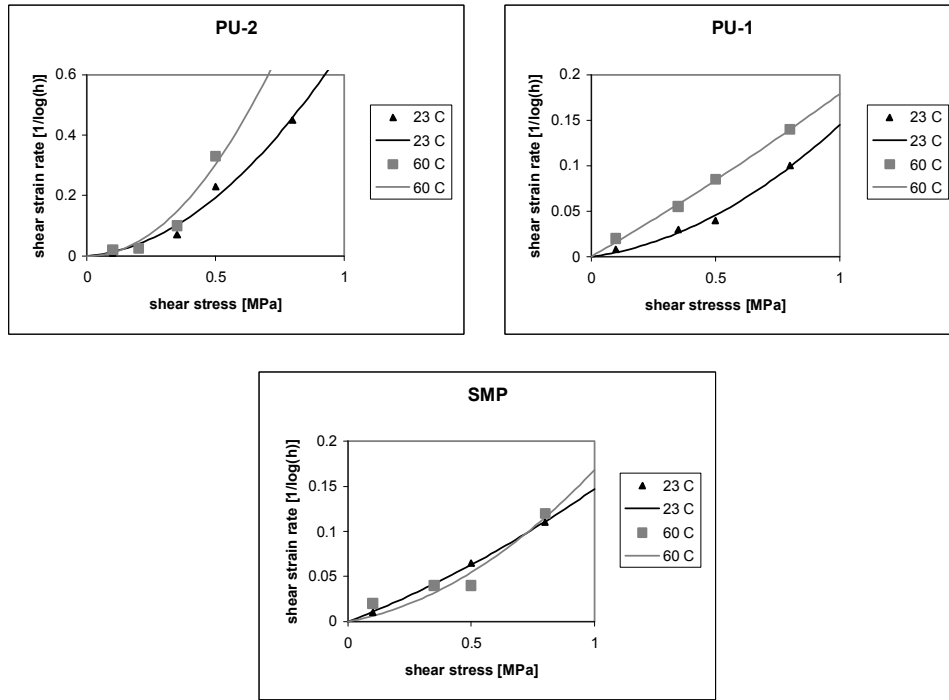 PU-2
shear strain rate [1/log(h)]
0.6
0.4
0.2
0
0 0.5 1
shear stress [MPa]
23 C
23 C
60 C
60 C
PU-1
shear strain rate [1/log(h)]
0.2
0.15
0.1
0.05
0
0 0.5 1
shear stresss [MPa]
23 C
23 C
60 C
60 C
SMP
shear strain rate [1/log(h)]
0.2
0.15
0.1
0.05
0
0 0.5 1
shear stress [MPa]
23 C
23 C
60 C
60 C